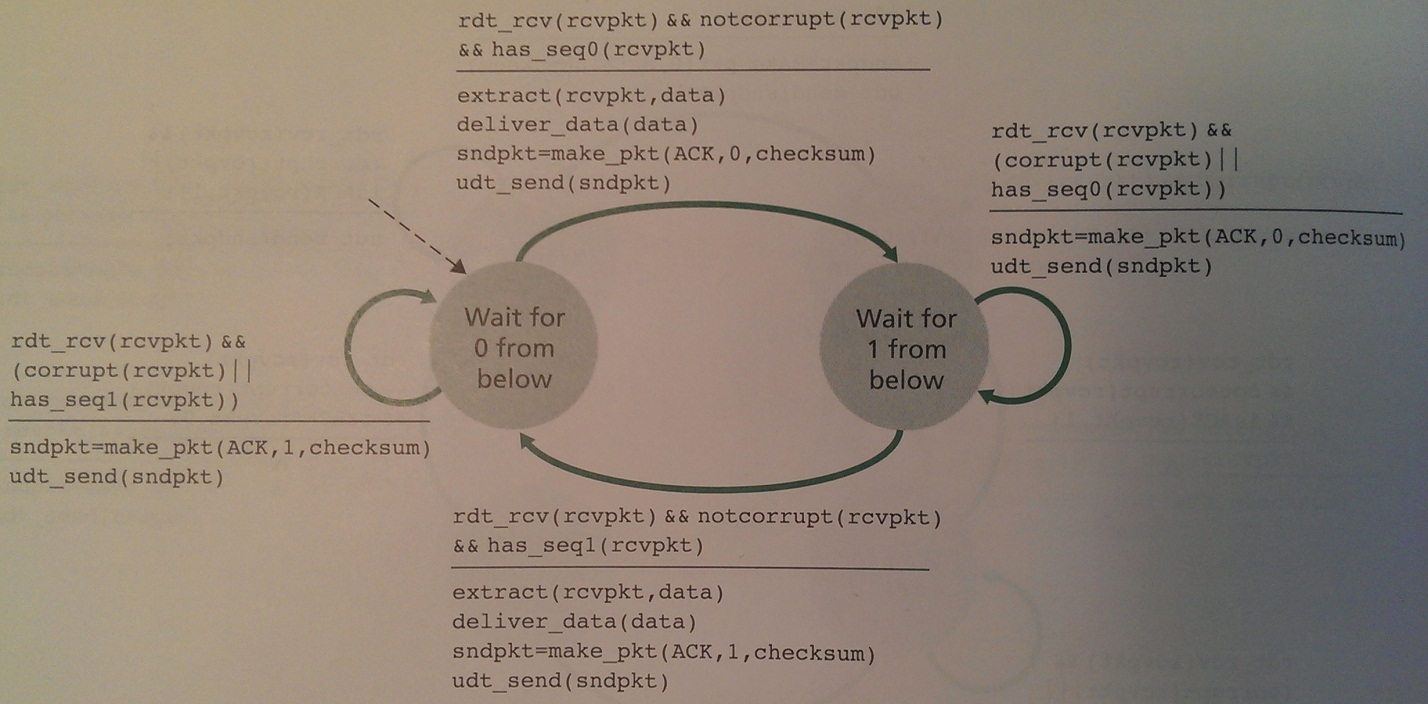 rdt_rcv(rcvpkt) && notcorrupt(rcvpkt)
&& has_seq0(rcvpkt)
extract(rcvpkt,data)
deliver_data(data)
sndpkt=make_pkt(ACK,0,checksum)
udt_send(sndpkt)
rdt_rcv(rcvpkt) &&
(corrupt(rcvpkt)||
has_seq0(rcvpkt))
sndpkt=make_pkt(ACK,0,checksum)
udt_send(sndpkt)
Wait for
0 from
below
Wait for
1 from
below
rdt_rcv(rcvpkt) &&
(corrupt(rcvpkt)||
has_seq1(rcvpkt))
sndpkt=make_pkt(ACK,1,checksum)
udt_send(sndpkt)
rdt_rcv(rcvpkt) && notcorrupt(rcvpkt)
&& has_seq1(rcvpkt)
extract(rcvpkt,data)
deliver_data(data)
sndpkt=make_pkt(ACK,1,checksum)
udt_send(sndpkt)